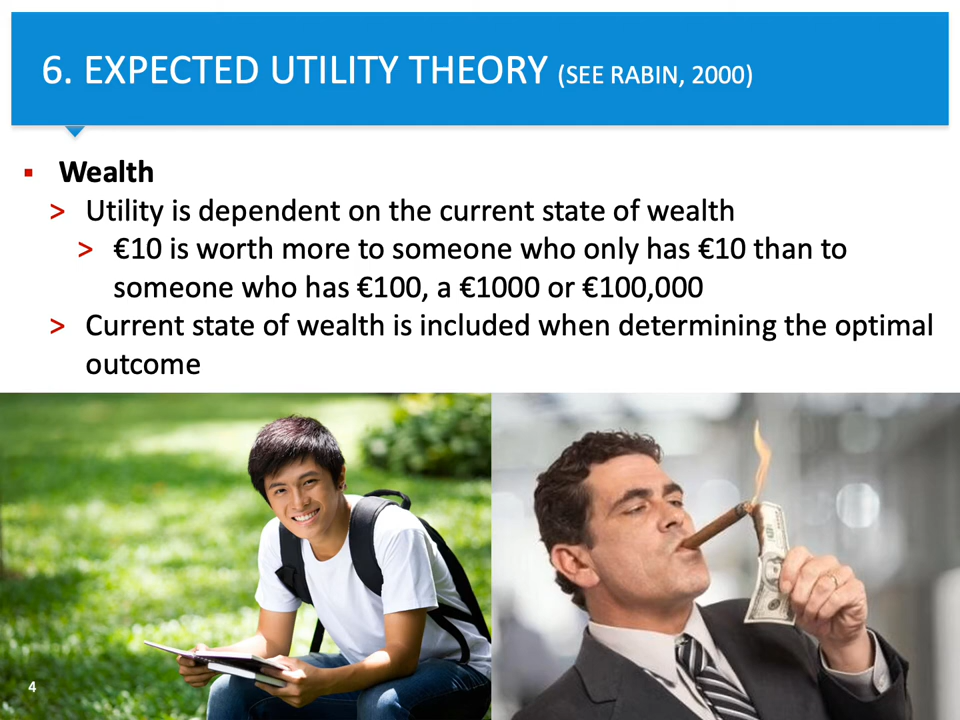 6. EXPECTED UTILITY THEORY (SEE RABIN, 2000)
▪ Wealth
> Utility is dependent on the current state of wealth
> €10 is worth more to someone who only has €10 than to
someone who has €100, a €1000 or €100,000
> Current state of wealth is included when determining the optimal
outcome
4